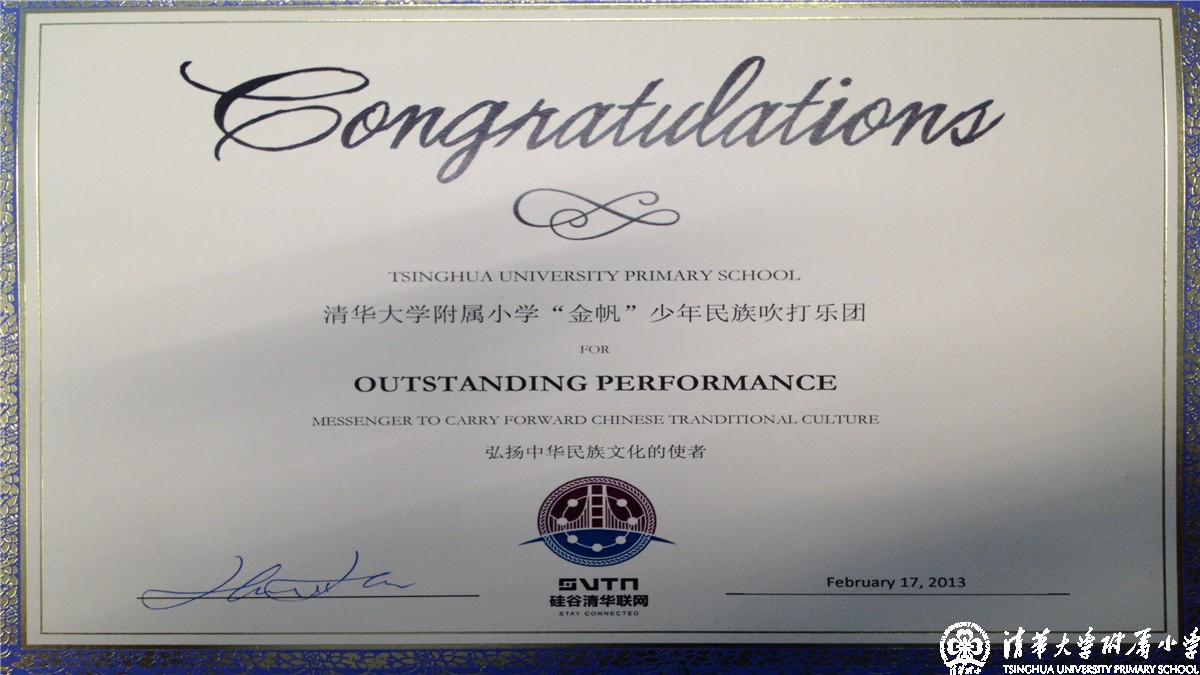 Congratulations
TSINGHUA UNIVERSITY PRIMARY SCHOOL
清华大学附属小学“金帆”少年民族吹打乐团
FOR
OUTSTANDING PERFORMANCE
MESSENGER TO CARRY FORWARD CHINESE TRANDITIONAL CULTURE
弘扬中华民族文化的使者
SVTN
硅谷清华联网
STAY CONNECTED
February 17, 2013
清华大学附属小学
TSINGHUA UNIVERSITY PRIMARY SCHOOL